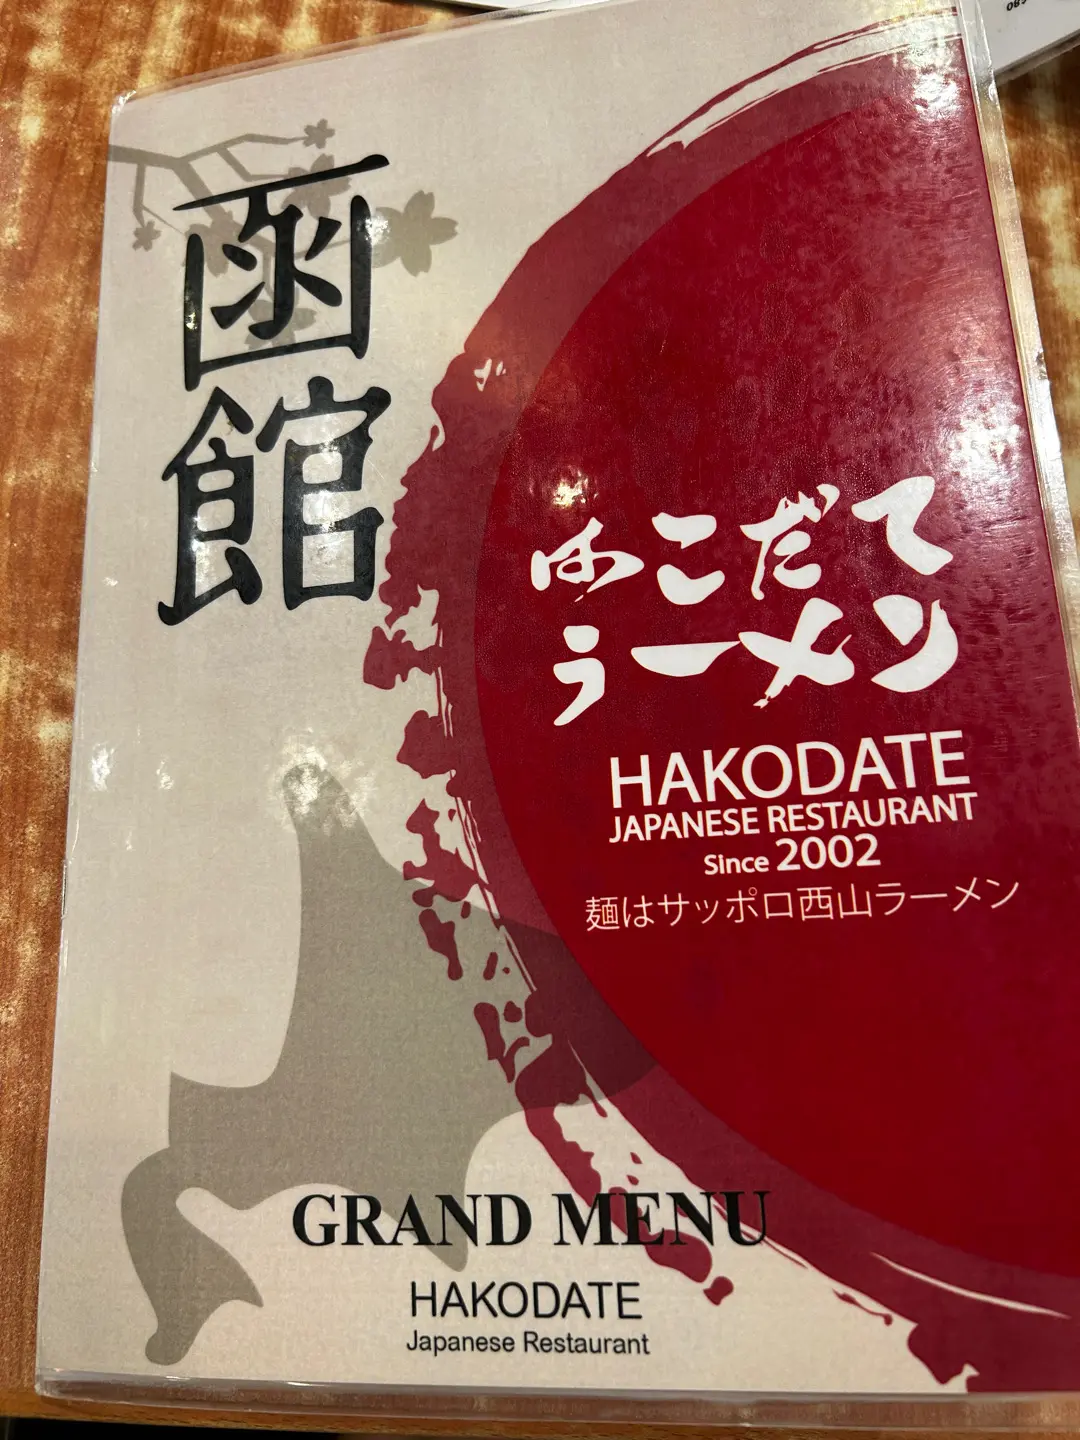 函館
はこだて
ラーメン
HAKODATE
JAPANESE RESTAURANT
Since 2002
麺はサッポロ西山ラーメン
GRAND MENU
HAKODATE
Japanese Restaurant